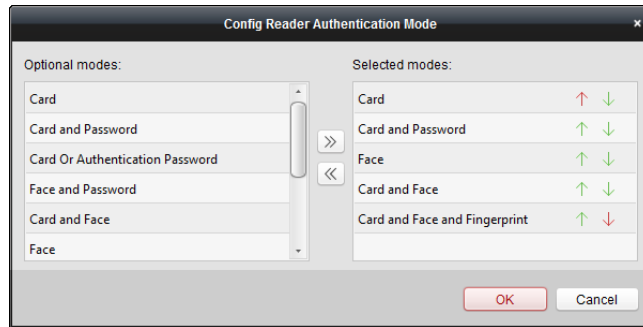 Config Reader Authentication Mode
Optional modes:
Card
Card and Password
Card Or Authentication Password
Face and Password
Card and Face
Face
Selected modes:
Card
Card and Password
Face
Card and Face
Card and Face and Fingerprint
OK
Cancel